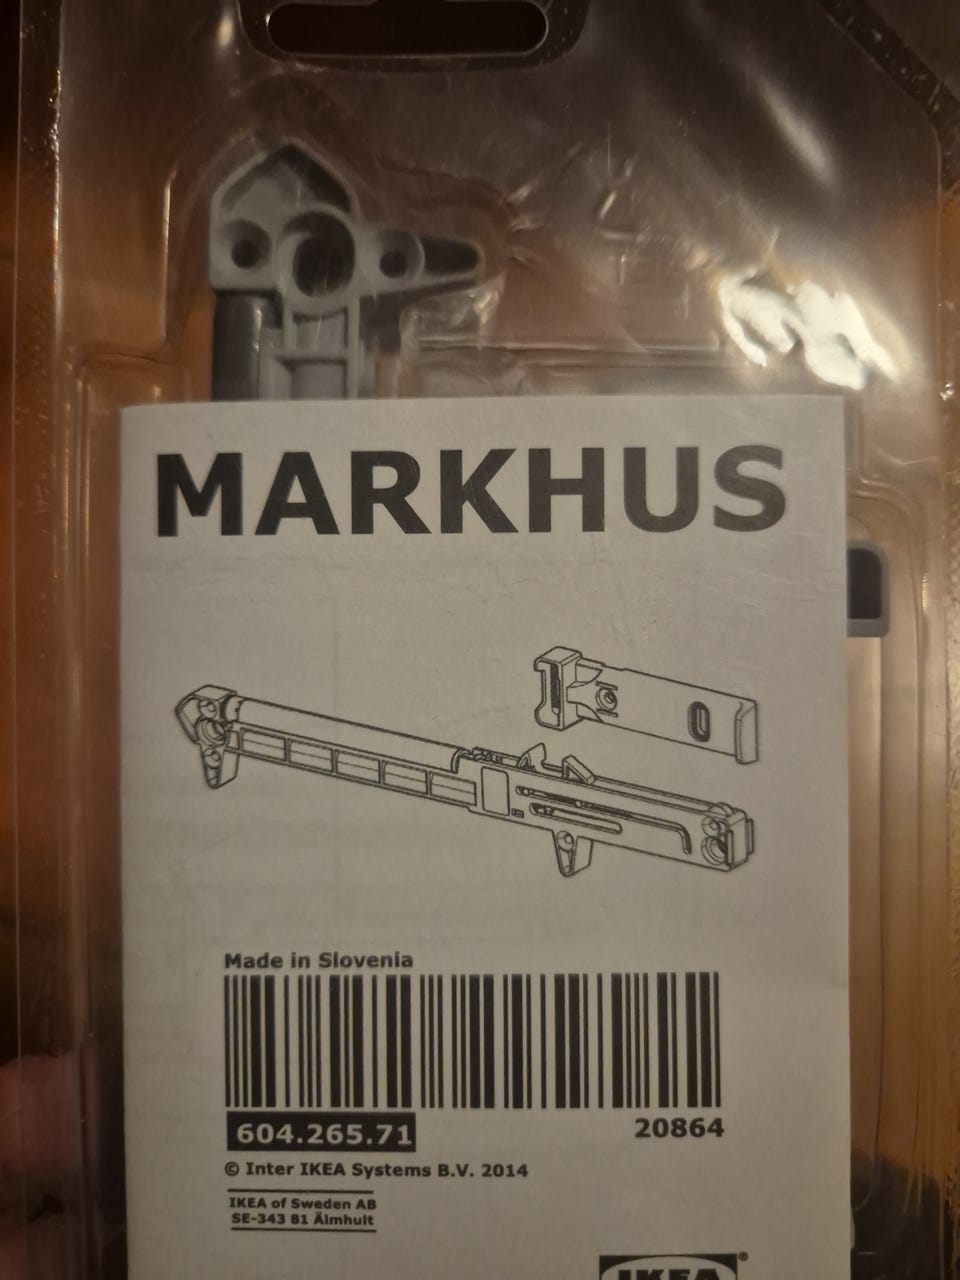 MARKHUS
Made in Slovenia
604.265.71
20864
© Inter IKEA Systems B.V. 2014
IKEA of Sweden AB
SE-343 81 Älmhult
IKEA®